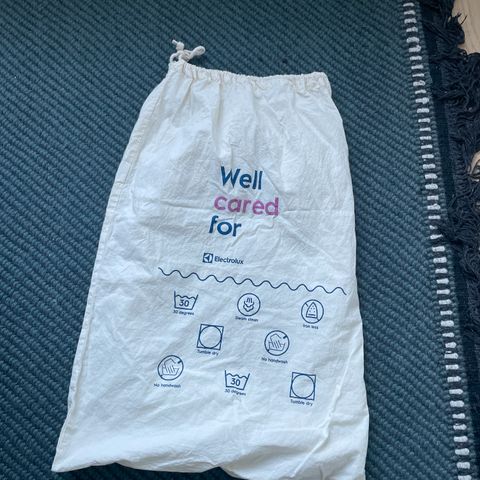 Well
cared
for
Electrolux
30
30 degrees
Steam clean
Iron less
Tumble dry
No handwash
No handwash
30
30 degrees
Tumble dry